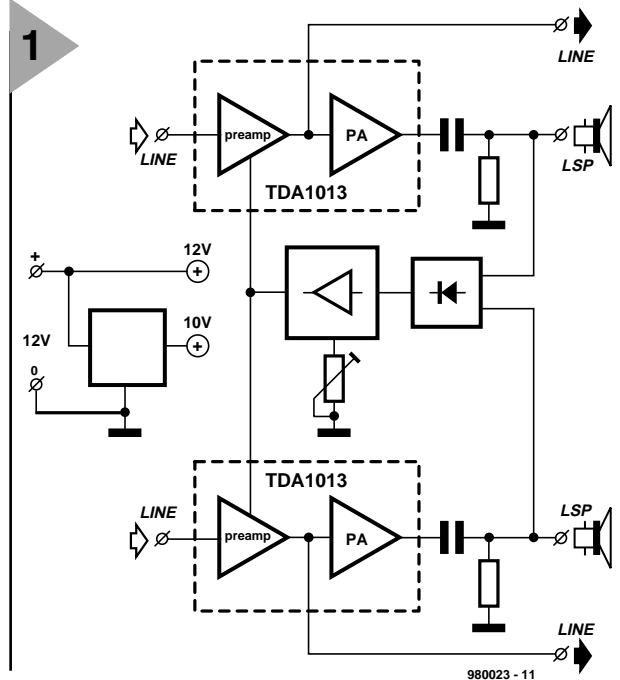 1
LINE
preamp
PA
LINE
TDA1013
LSP
+
12V
+
12V
10V
+
0
TDA1013
LINE
LSP
preamp
PA
LINE
980023 - 11